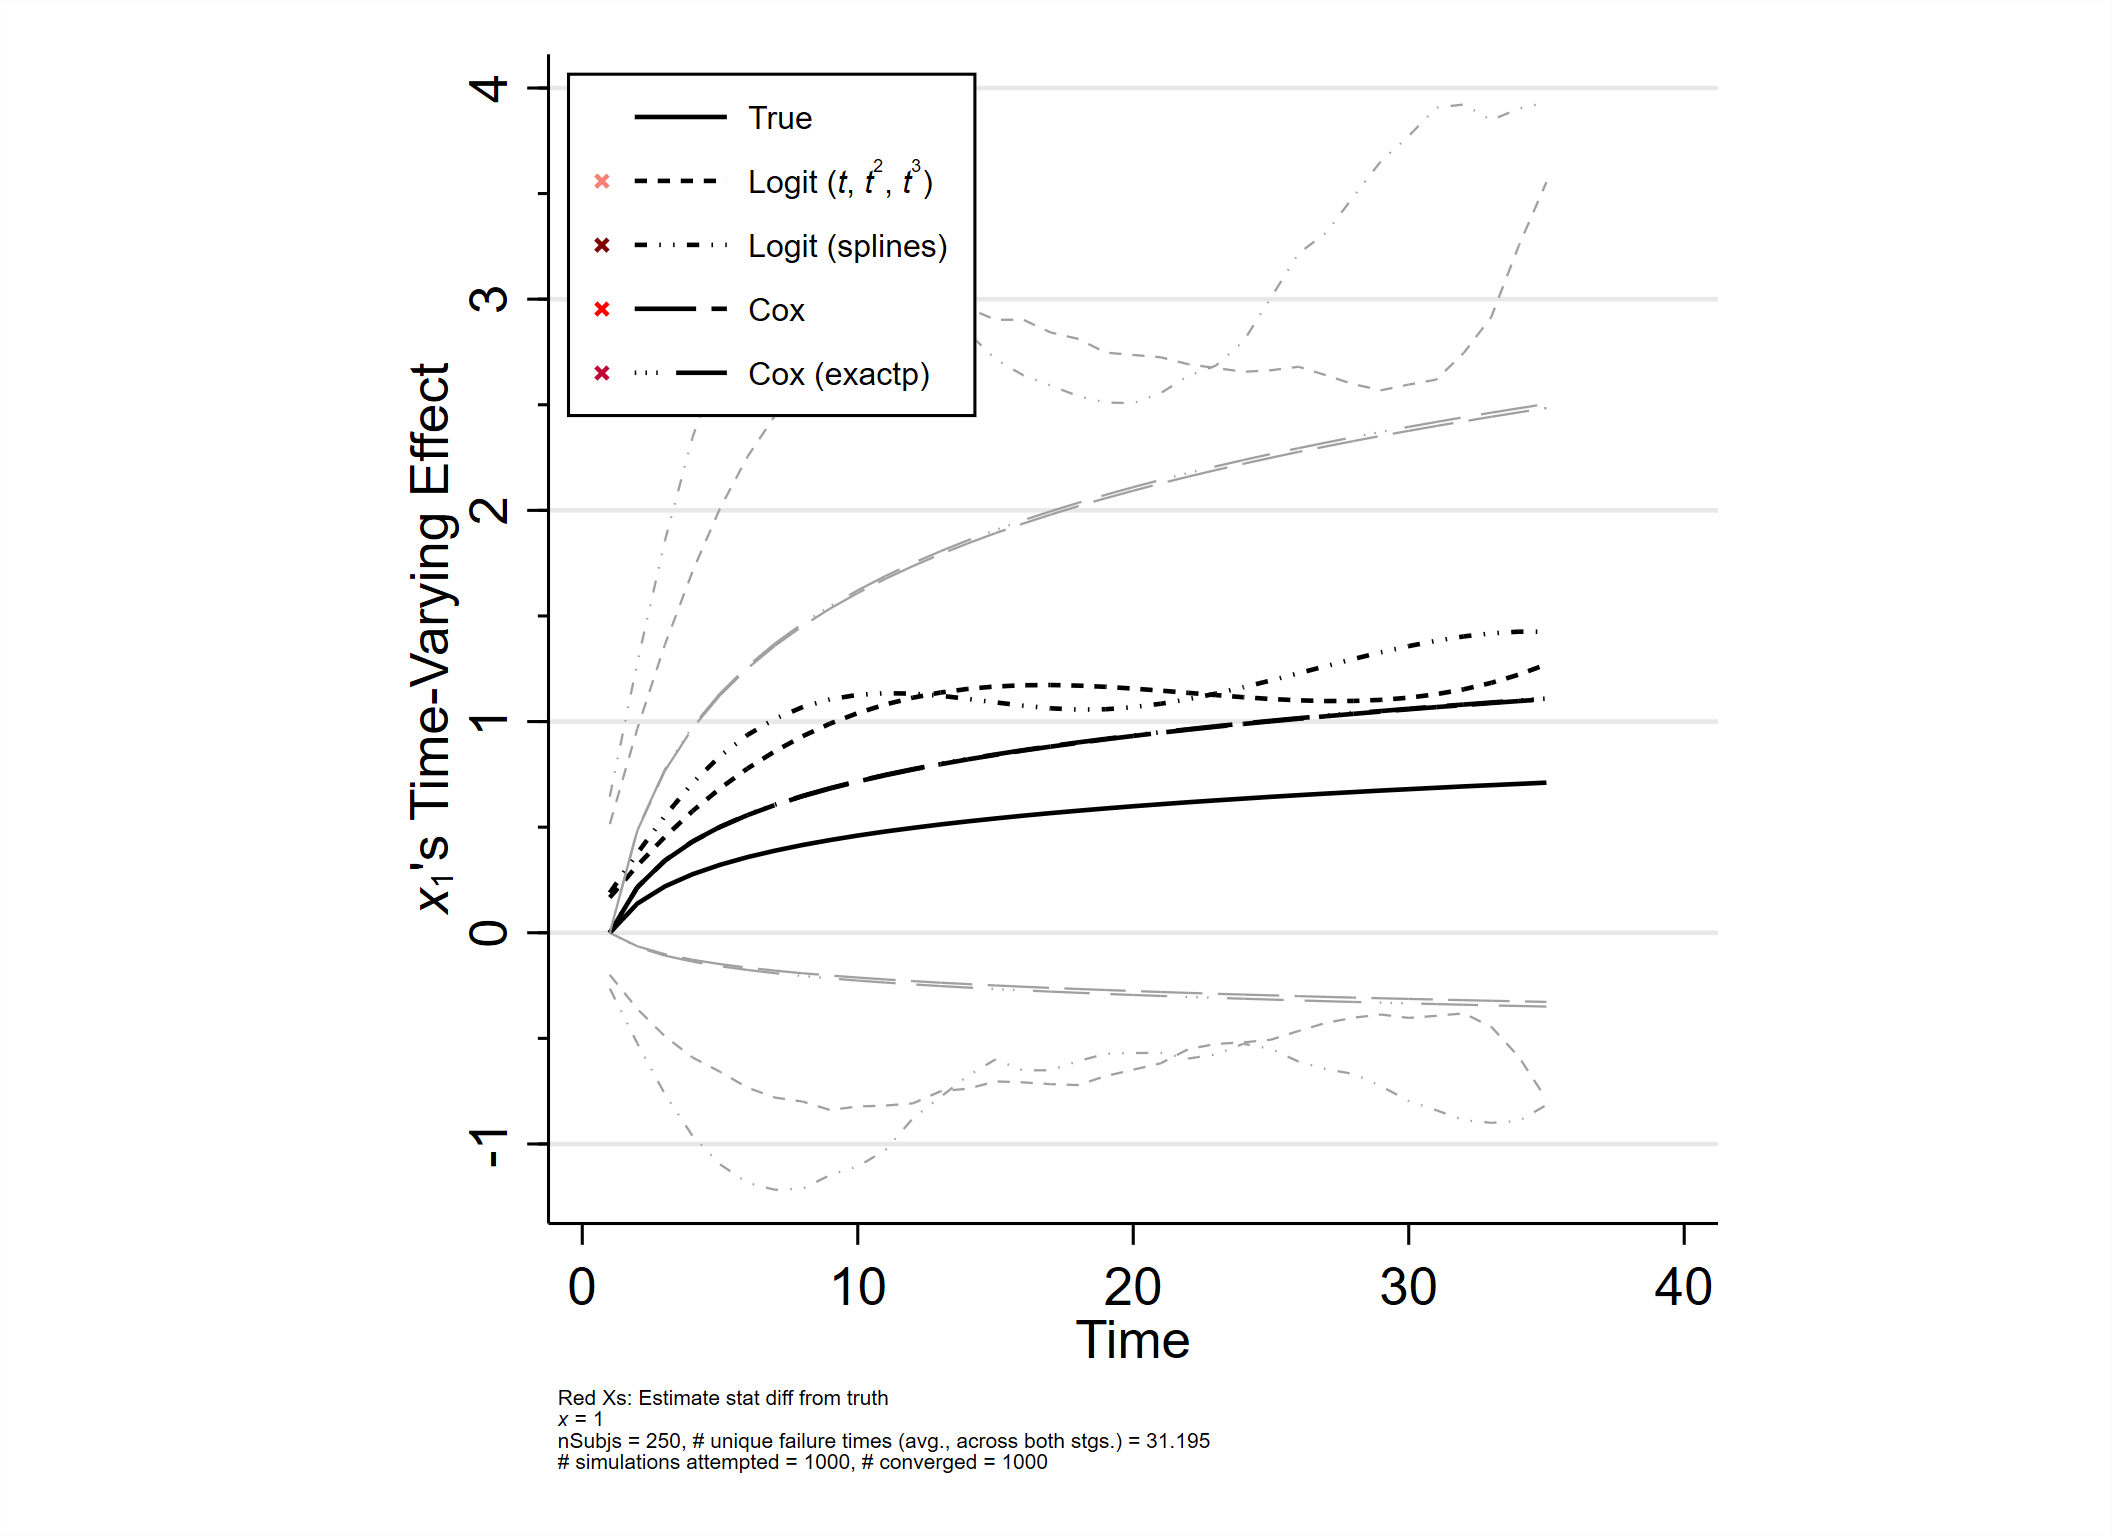 4
3
2
1
0
-1
x₁'s Time-Varying Effect
True
Logit (t, t², t³)
Logit (splines)
Cox
Cox (exactp)
0 10 20 30 40
Time
Red Xs: Estimate stat diff from truth
x = 1
nSubjs = 250, # unique failure times (avg., across both stgs.) = 31.195
# simulations attempted = 1000, # converged = 1000